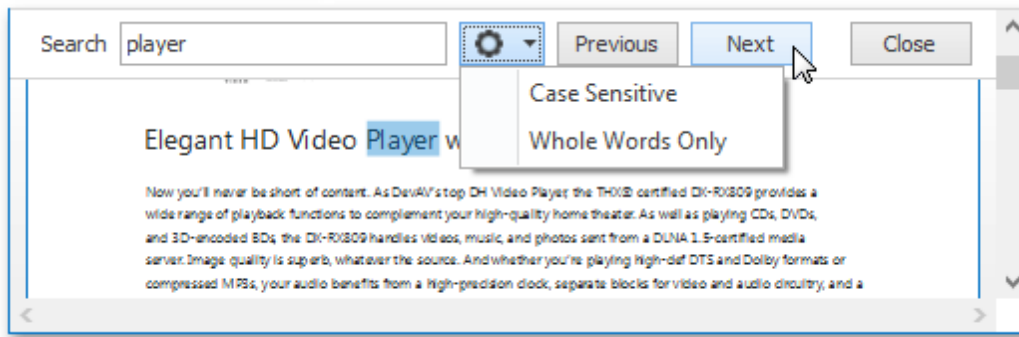 Search player Previous Next Close
Case Sensitive
Whole Words Only
Elegant HD Video Player w
Now you'll never be short of content. As DevAV's top DH Video Player, the THX® certified DX-RX809 provides a
wide range of playback functions to complement your high-quality home theater. As well as playing CDs, DVDs,
and 3D-encoded BDs, the DX-RX809 handles videos, music, and photos sent from a DLNA 1.5-certified media
server. Image quality is superb, whatever the source. And whether you're playing high-def DTS and Dolby formats or
compressed MP3s, your audio benefits from a high-precision clock, separate blocks for video and audio circuitry, and a